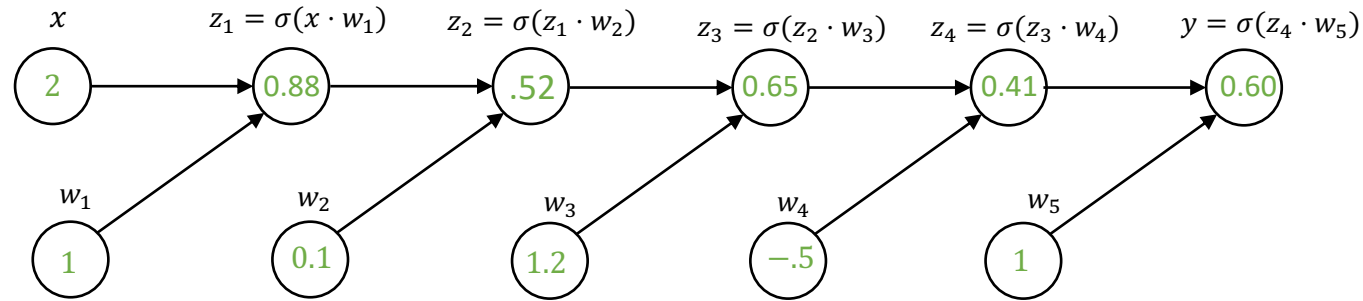 x
z₁ = σ(x · w₁)
z₂ = σ(z₁ · w₂)
z₃ = σ(z₂ · w₃)
z₄ = σ(z₃ · w₄)
y = σ(z₄ · w₅)
2
0.88
.52
0.65
0.41
0.60
w₁
w₂
w₃
w₄
w₅
1
0.1
1.2
−.5
1